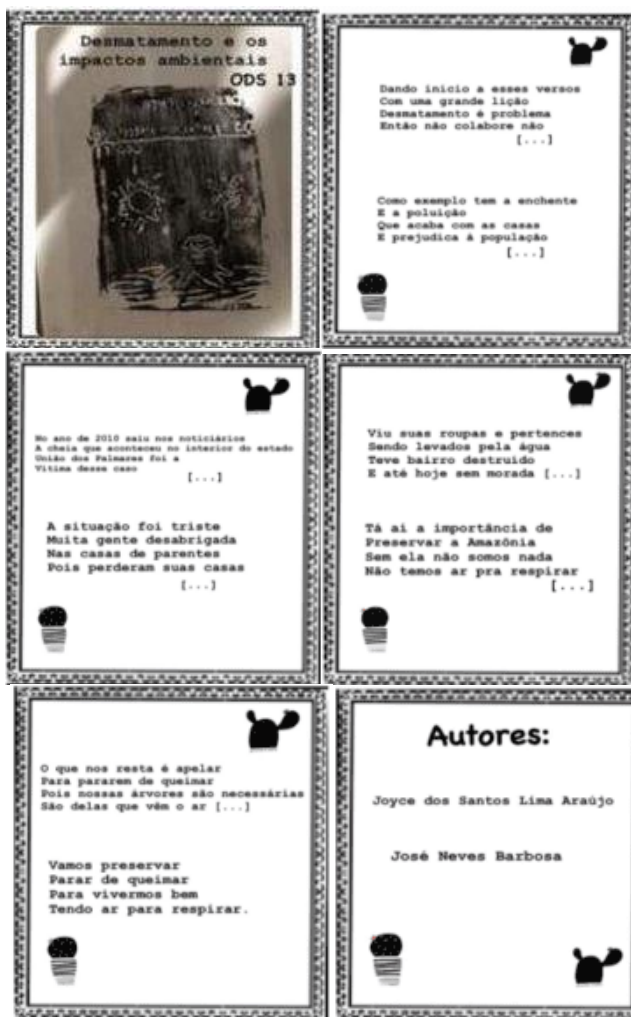 Desmatamento e os
impactos ambientais
ODS 13
Dando início a esses versos
Com uma grande lição
Desmatamento é problema
Então não colabore não
[...]
Como exemplo tem a enchente
E a poluição
Que acaba com as casas
E prejudica à população
[...]
No ano de 2010 saiu nos noticiários
A cheia que aconteceu no interior do estado
União dos Palmares foi a
Vítima desse caso
[...]
A situação foi triste
Muita gente desabrigada
Nas casas de parentes
Pois perderam suas casas
[...]
Viu suas roupas e pertences
Sendo levados pela água
Teve bairro destruído
E até hoje sem morada [...]
Tá aí a importância de
Preservar a Amazônia
Sem ela não somos nada
Não temos ar pra respirar
[...]
O que nos resta é apelar
Para pararem de queimar
Pois nossas árvores são necessárias
São delas que vêm o ar [...]
Vamos preservar
Parar de queimar
Para vivermos bem
Tendo ar para respirar.
Autores:
Joyce dos Santos Lima Araújo
José Neves Barbosa